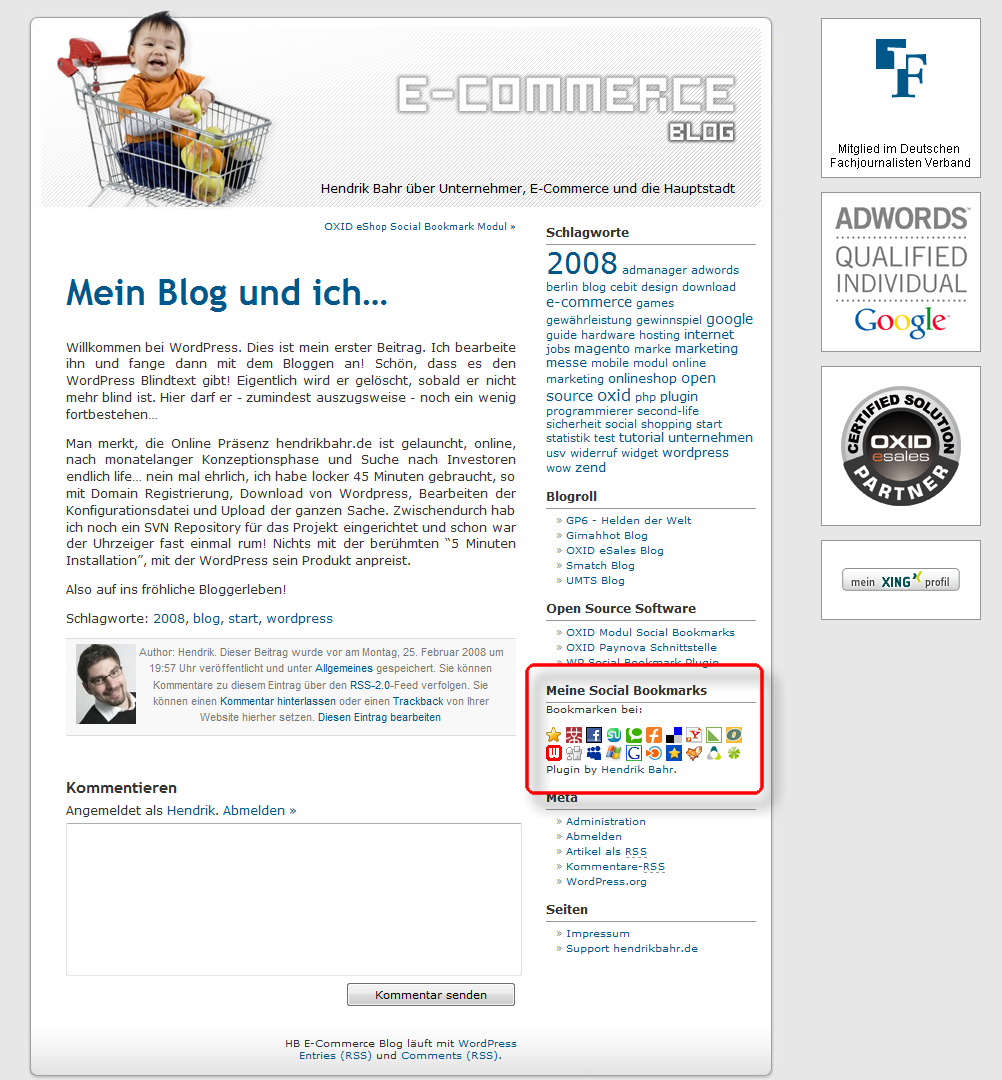 E-COMMERCE
BLOG
Hendrik Bahr über Unternehmer, E-Commerce und die Hauptstadt
OXID eShop Social Bookmark Modul »
Mein Blog und ich...
Willkommen bei WordPress. Dies ist mein erster Beitrag. Ich bearbeite
ihn und fange dann mit dem Bloggen an! Schön, dass es den
WordPress Blindtext gibt! Eigentlich wird er gelöscht, sobald er nicht
mehr blind ist. Hier darf er - zumindest auszugsweise - noch ein wenig
fortbestehen...
Man merkt, die Online Präsenz hendrikbahr.de ist gelauncht, online,
nach monatelanger Konzeptionsphase und Suche nach Investoren
endlich life... nein mal ehrlich, ich habe locker 45 Minuten gebraucht, so
mit Domain Registrierung, Download von Wordpress, Bearbeiten der
Konfigurationsdatei und Upload der ganzen Sache. Zwischendurch hab
ich noch ein SVN Repository für das Projekt eingerichtet und schon war
der Uhrzeiger fast einmal rum! Nichts mit der berühmten “5 Minuten
Installation”, mit der WordPress sein Produkt anpreist.
Also auf ins fröhliche Bloggerleben!
Schlagworte: 2008, blog, start, wordpress
Author: Hendrik. Dieser Beitrag wurde vor am Montag, 25. Februar 2008 um
19:57 Uhr veröffentlicht und unter Allgemeines gespeichert. Sie können
Kommentare zu diesem Eintrag über den RSS-2.0-Feed verfolgen. Sie
können einen Kommentar hinterlassen oder einen Trackback von Ihrer
Website hierher setzen. Diesen Eintrag bearbeiten
Kommentieren
Angemeldet als Hendrik. Abmelden »
Kommentar senden
Schlagworte
2008 admanager adwords
berlin blog cebit design download
e-commerce games
gewährleistung gewinnspiel google
guide hardware hosting internet
jobs magento marke marketing
messe mobile modul online
marketing onlineshop open
source oxid php plugin
programmierer second-life
sicherheit social shopping start
statistik test tutorial unternehmen
usv widerruf widget wordpress
wow zend
Blogroll
» GP6 - Helden der Welt
» Gimahhot Blog
» OXID eSales Blog
» Smatch Blog
» UMTS Blog
Open Source Software
» OXID Modul Social Bookmarks
» OXID Paynova Schnittstelle
» WP Social Bookmark Plugin
Meine Social Bookmarks
Bookmarken bei:
Plugin by Hendrik Bahr.
Meta
» Administration
» Abmelden
» Artikel als RSS
» Kommentare-RSS
» WordPress.org
Seiten
» Impressum
» Support hendrikbahr.de
HB E-Commerce Blog läuft mit WordPress
Entries (RSS) und Comments (RSS).
F
Mitglied im Deutschen
Fachjournalisten Verband
ADWORDS™
QUALIFIED
INDIVIDUAL
Google™
CERTIFIED SOLUTION
OXID
eSales
PARTNER
mein XING profil